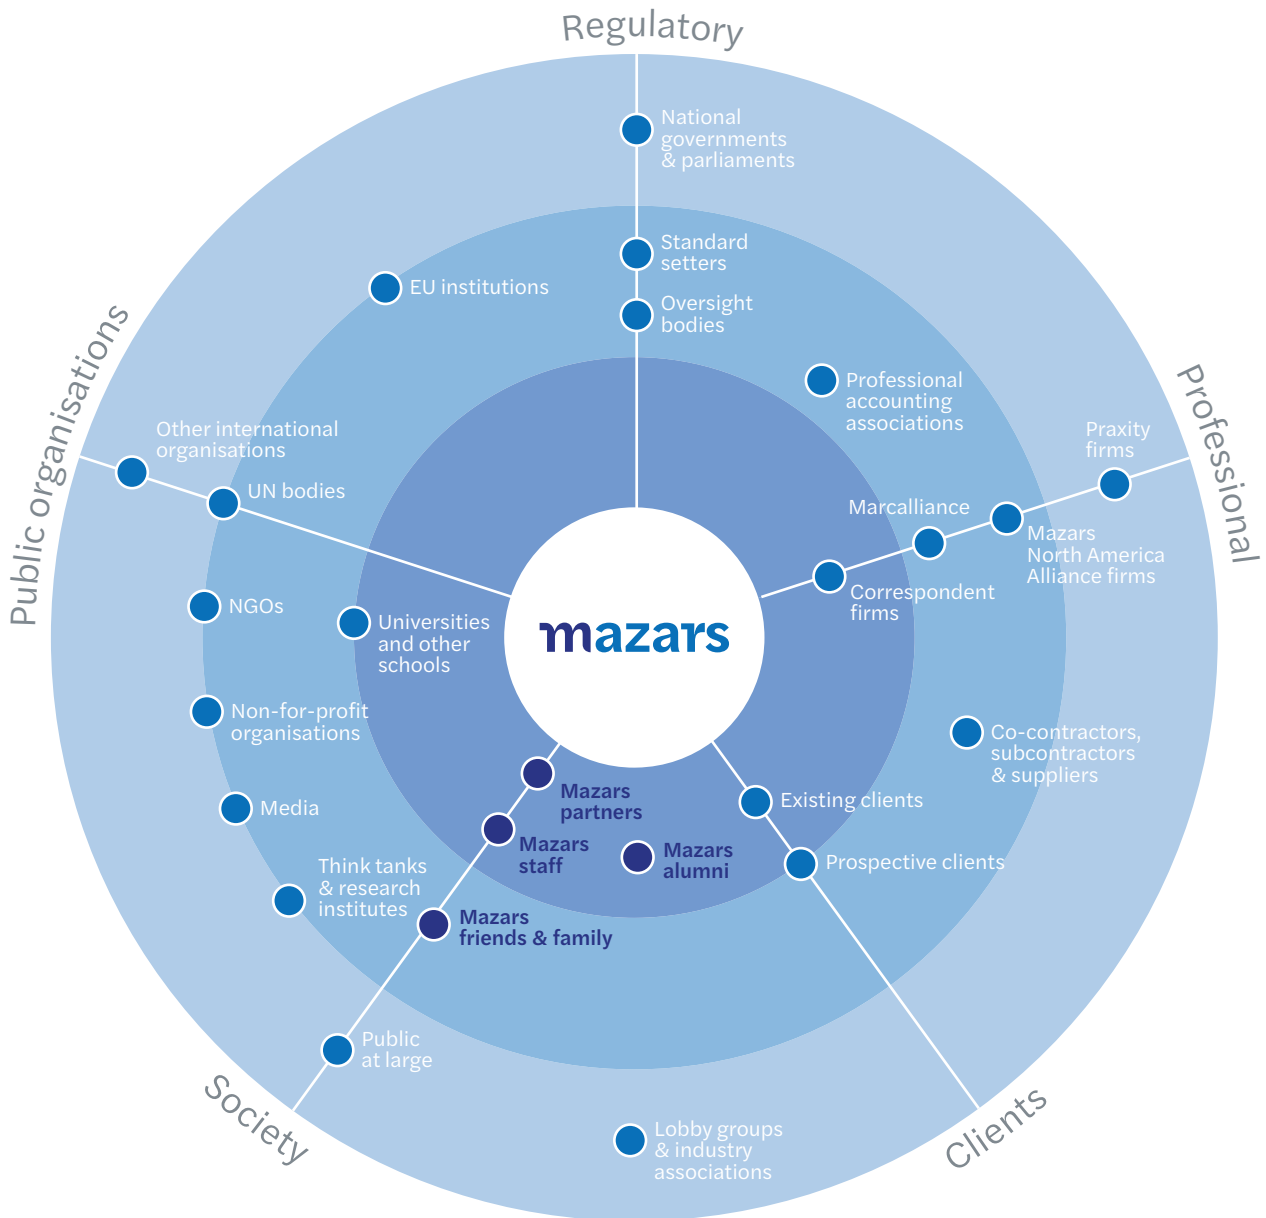 Regulatory
National
governments
& parliaments
Standard
setters
EU institutions
Oversight
bodies
Public organisations
Professional
Professional
accounting
associations
Other international
organisations
Praxity
firms
UN bodies
Marcalliance
Mazars
North America
Alliance firms
Correspondent
firms
NGOs
Universities
and other
schools
mazars
Non-for-profit
organisations
Co-contractors,
subcontractors
& suppliers
Mazars
partners
Existing clients
Media
Mazars
staff
Mazars
alumni
Prospective clients
Think tanks
& research
institutes
Mazars
friends & family
Public
at large
Society
Clients
Lobby groups
& industry
associations